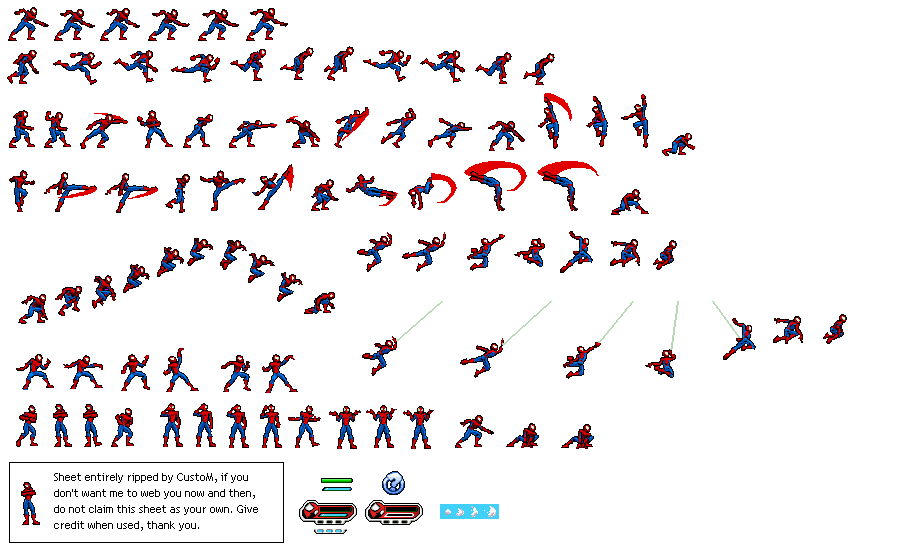 Sheet entirely ripped by CustoM, if you
don't want me to web you now and then,
do not claim this sheet as your own. Give
credit when used, thank you.